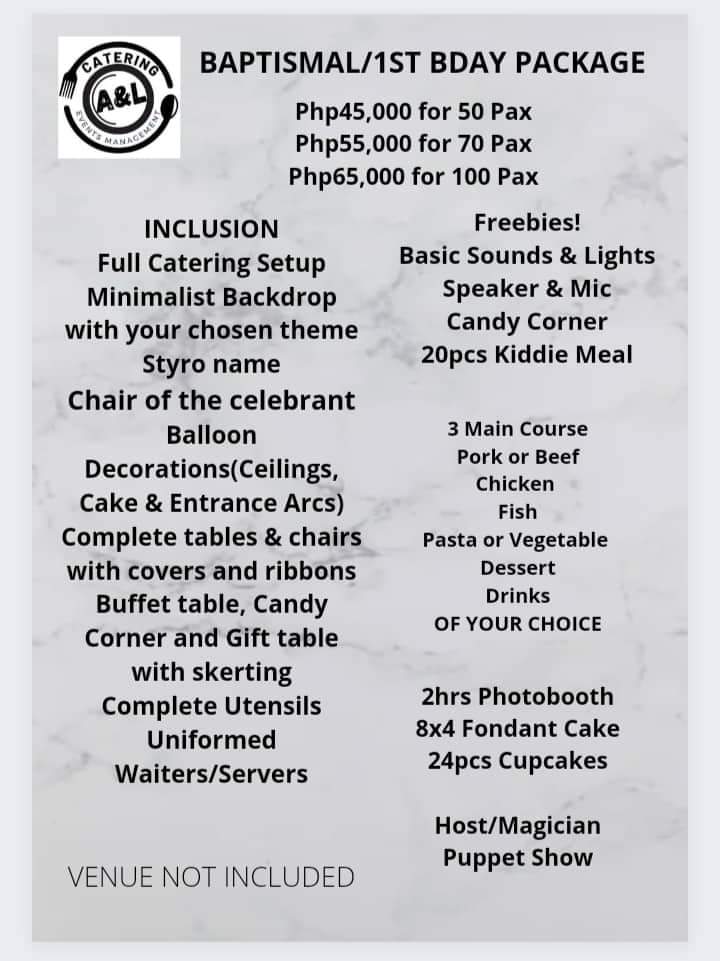 CATERING
A&L
EVENTS MANAGEMENT
BAPTISMAL/1ST BDAY PACKAGE
Php45,000 for 50 Pax
Php55,000 for 70 Pax
Php65,000 for 100 Pax
INCLUSION
Full Catering Setup
Minimalist Backdrop
with your chosen theme
Styro name
Chair of the celebrant
Balloon
Decorations(Ceilings,
Cake & Entrance Arcs)
Complete tables & chairs
with covers and ribbons
Buffet table, Candy
Corner and Gift table
with skerting
Complete Utensils
Uniformed
Waiters/Servers
VENUE NOT INCLUDED
Freebies!
Basic Sounds & Lights
Speaker & Mic
Candy Corner
20pcs Kiddie Meal
3 Main Course
Pork or Beef
Chicken
Fish
Pasta or Vegetable
Dessert
Drinks
OF YOUR CHOICE
2hrs Photobooth
8x4 Fondant Cake
24pcs Cupcakes
Host/Magician
Puppet Show